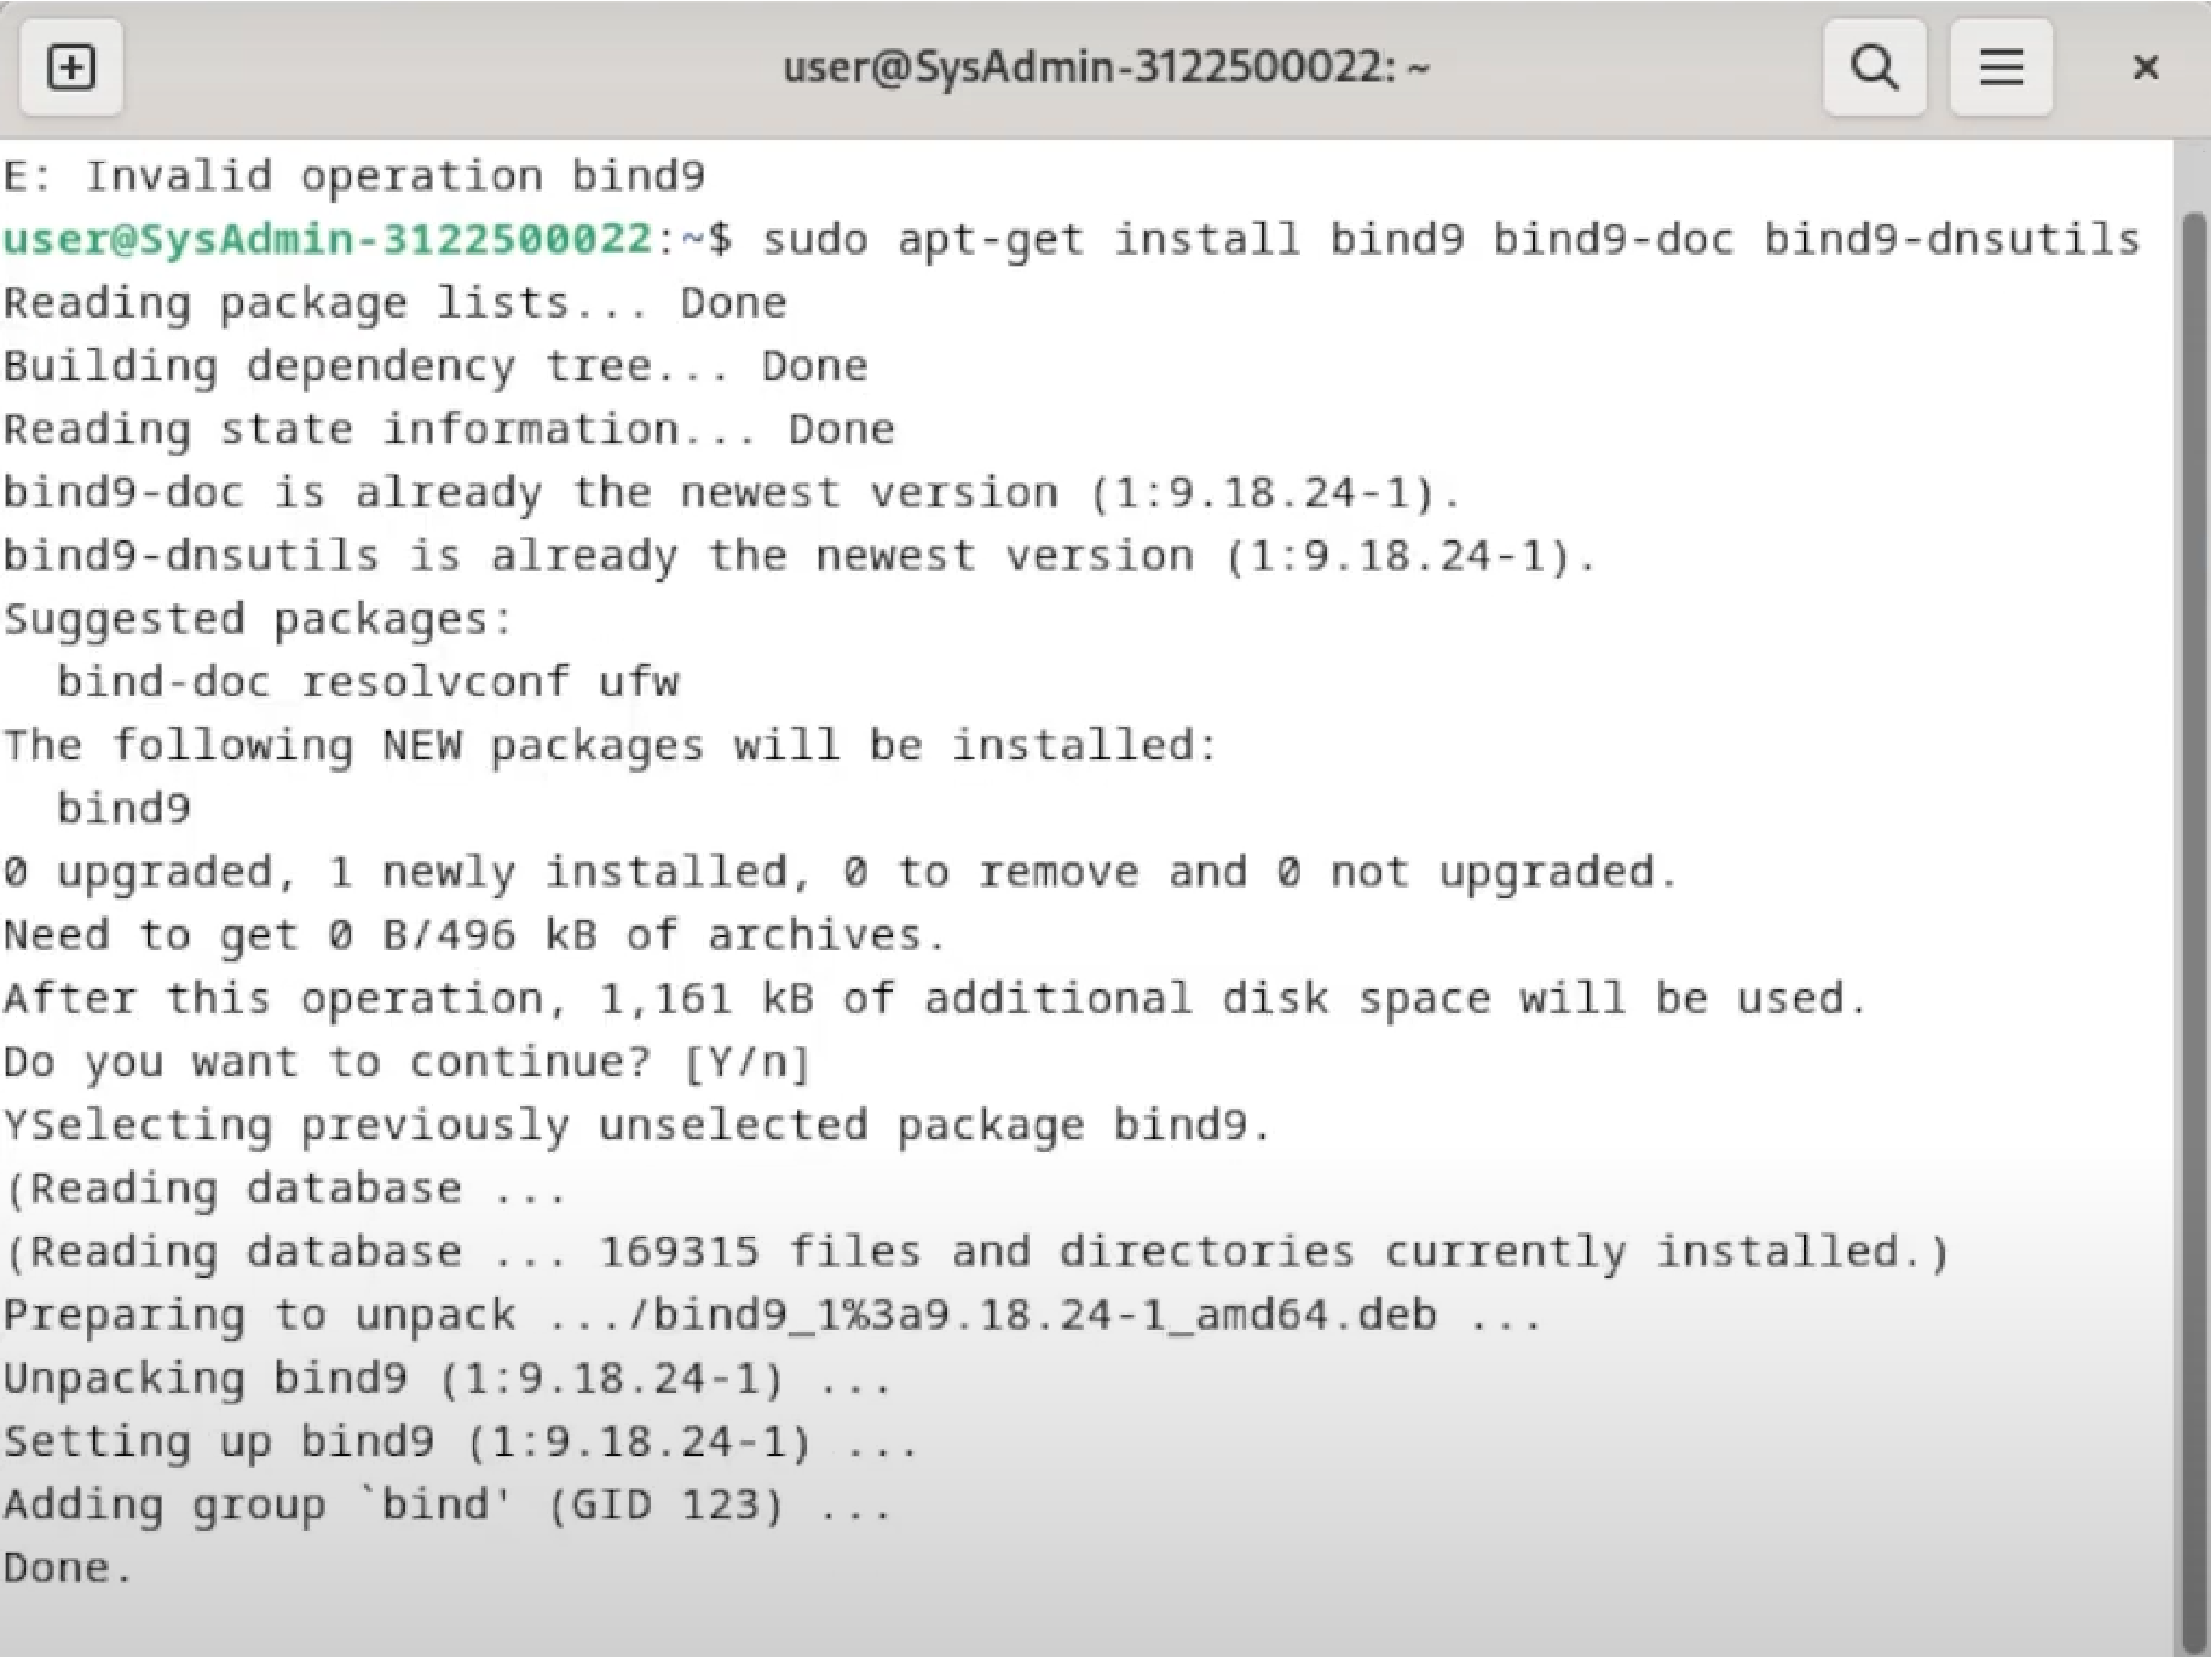 user@SysAdmin-3122500022: ~
E: Invalid operation bind9
user@SysAdmin-3122500022:~$ sudo apt-get install bind9 bind9-doc bind9-dnsutils
Reading package lists... Done
Building dependency tree... Done
Reading state information... Done
bind9-doc is already the newest version (1:9.18.24-1).
bind9-dnsutils is already the newest version (1:9.18.24-1).
Suggested packages:
  bind-doc resolvconf ufw
The following NEW packages will be installed:
  bind9
0 upgraded, 1 newly installed, 0 to remove and 0 not upgraded.
Need to get 0 B/496 kB of archives.
After this operation, 1,161 kB of additional disk space will be used.
Do you want to continue? [Y/n]
YSelecting previously unselected package bind9.
(Reading database ...
(Reading database ... 169315 files and directories currently installed.)
Preparing to unpack .../bind9_1%3a9.18.24-1_amd64.deb ...
Unpacking bind9 (1:9.18.24-1) ...
Setting up bind9 (1:9.18.24-1) ...
Adding group `bind' (GID 123) ...
Done.